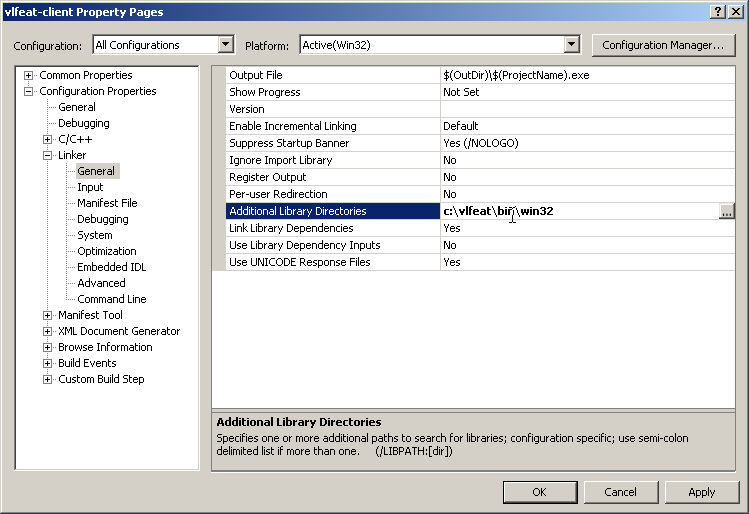 vlfeat-client Property Pages
Configuration: All Configurations Platform: Active(Win32) Configuration Manager...
Common Properties
Configuration Properties
General
Debugging
C/C++
Linker
General
Input
Manifest File
Debugging
System
Optimization
Embedded IDL
Advanced
Command Line
Manifest Tool
XML Document Generator
Browse Information
Build Events
Custom Build Step
Output File $(OutDir)\$(ProjectName).exe
Show Progress Not Set
Version
Enable Incremental Linking Default
Suppress Startup Banner Yes (/NOLOGO)
Ignore Import Library No
Register Output No
Per-user Redirection No
Additional Library Directories c:\vlfeat\bin\win32 ...
Link Library Dependencies Yes
Use Library Dependency Inputs No
Use UNICODE Response Files Yes
Additional Library Directories
Specifies one or more additional paths to search for libraries; configuration specific; use semi-colon
delimited list if more than one. (/LIBPATH:[dir])
OK Cancel Apply